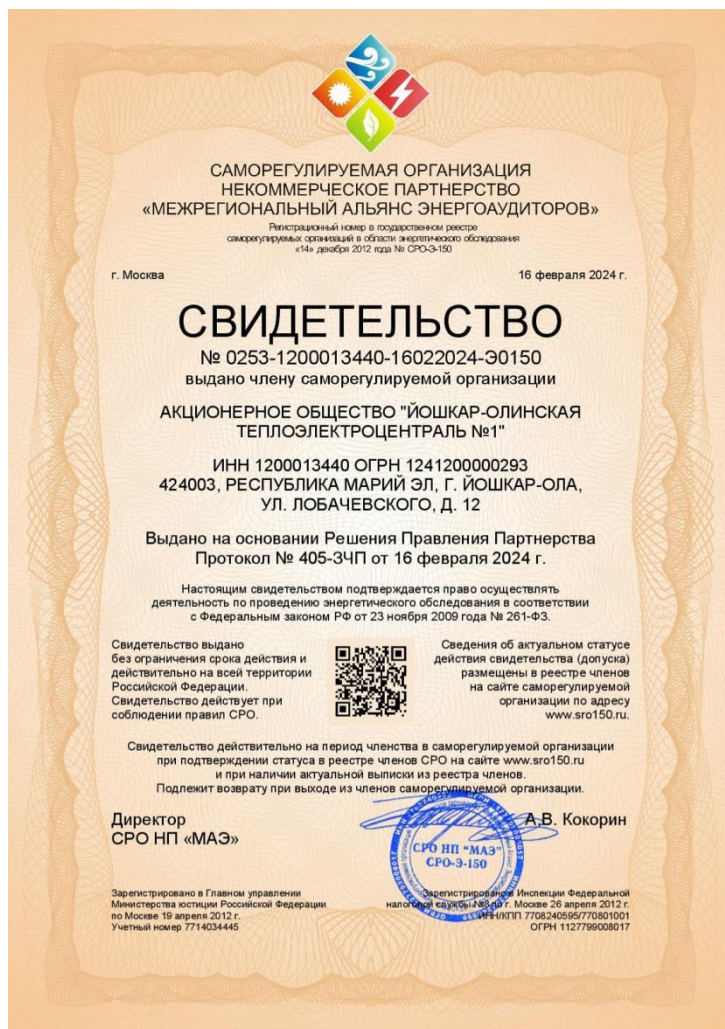 САМОРЕГУЛИРУЕМАЯ ОРГАНИЗАЦИЯ
НЕКОММЕРЧЕСКОЕ ПАРТНЕРСТВО
«МЕЖРЕГИОНАЛЬНЫЙ АЛЬЯНС ЭНЕРГОАУДИТОРОВ»
Регистрационный номер в государственном реестре
саморегулируемых организаций в области энергетического обследования
«14» декабря 2012 года № СРО-Э-150
г. Москва
16 февраля 2024 г.
СВИДЕТЕЛЬСТВО
№ 0253-1200013440-16022024-Э0150
выдано члену саморегулируемой организации
АКЦИОНЕРНОЕ ОБЩЕСТВО "ЙОШКАР-ОЛИНСКАЯ
ТЕПЛОЭЛЕКТРОЦЕНТРАЛЬ №1"
ИНН 1200013440 ОГРН 1241200000293
424003, РЕСПУБЛИКА МАРИЙ ЭЛ, Г. ЙОШКАР-ОЛА,
УЛ. ЛОБАЧЕВСКОГО, Д. 12
Выдано на основании Решения Правления Партнерства
Протокол № 405-ЗЧП от 16 февраля 2024 г.
Настоящим свидетельством подтверждается право осуществлять
деятельность по проведению энергетического обследования в соответствии
с Федеральным законом РФ от 23 ноября 2009 года № 261-ФЗ.
Свидетельство выдано
без ограничения срока действия и
действительно на всей территории
Российской Федерации.
Свидетельство действует при
соблюдении правил СРО.
Сведения об актуальном статусе
действия свидетельства (допуска)
размещены в реестре членов
на сайте саморегулируемой
организации по адресу
www.sro150.ru.
Свидетельство действительно на период членства в саморегулируемой организации
при подтверждении статуса в реестре членов СРО на сайте www.sro150.ru
и при наличии актуальной выписки из реестра членов.
Подлежит возврату при выходе из членов саморегулируемой организации.
Директор
СРО НП «МАЭ»
А.В. Кокорин
СРО НП "МАЭ"
СРО-Э-150
Зарегистрировано в Главном управлении
Министерства юстиции Российской Федерации
по Москве 19 апреля 2012 г.
Учетный номер 7714034445
Зарегистрировано в Инспекции Федеральной
налоговой службы №8 по г. Москве 26 апреля 2012 г.
ИНН/КПП 7708240595/770801001
ОГРН 1127799008017